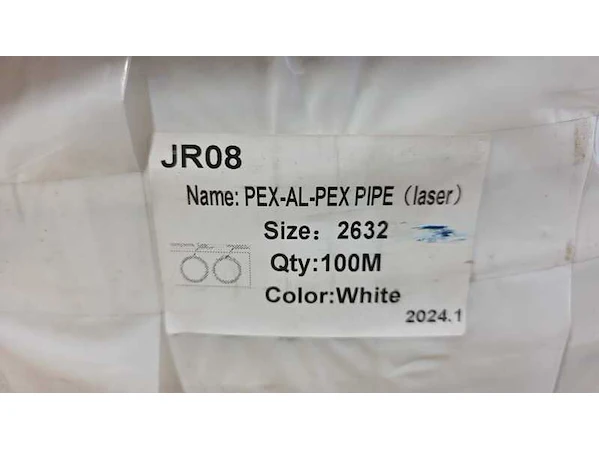 JR08
Name: PEX-AL-PEX PIPE（laser）
Size：2632
Qty:100M
Color:White
2024.1